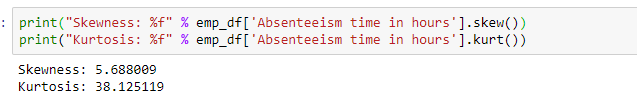 : print("Skewness: %f" % emp_df['Absenteeism time in hours'].skew())
print("Kurtosis: %f" % emp_df['Absenteeism time in hours'].kurt())
Skewness: 5.688009
Kurtosis: 38.125119